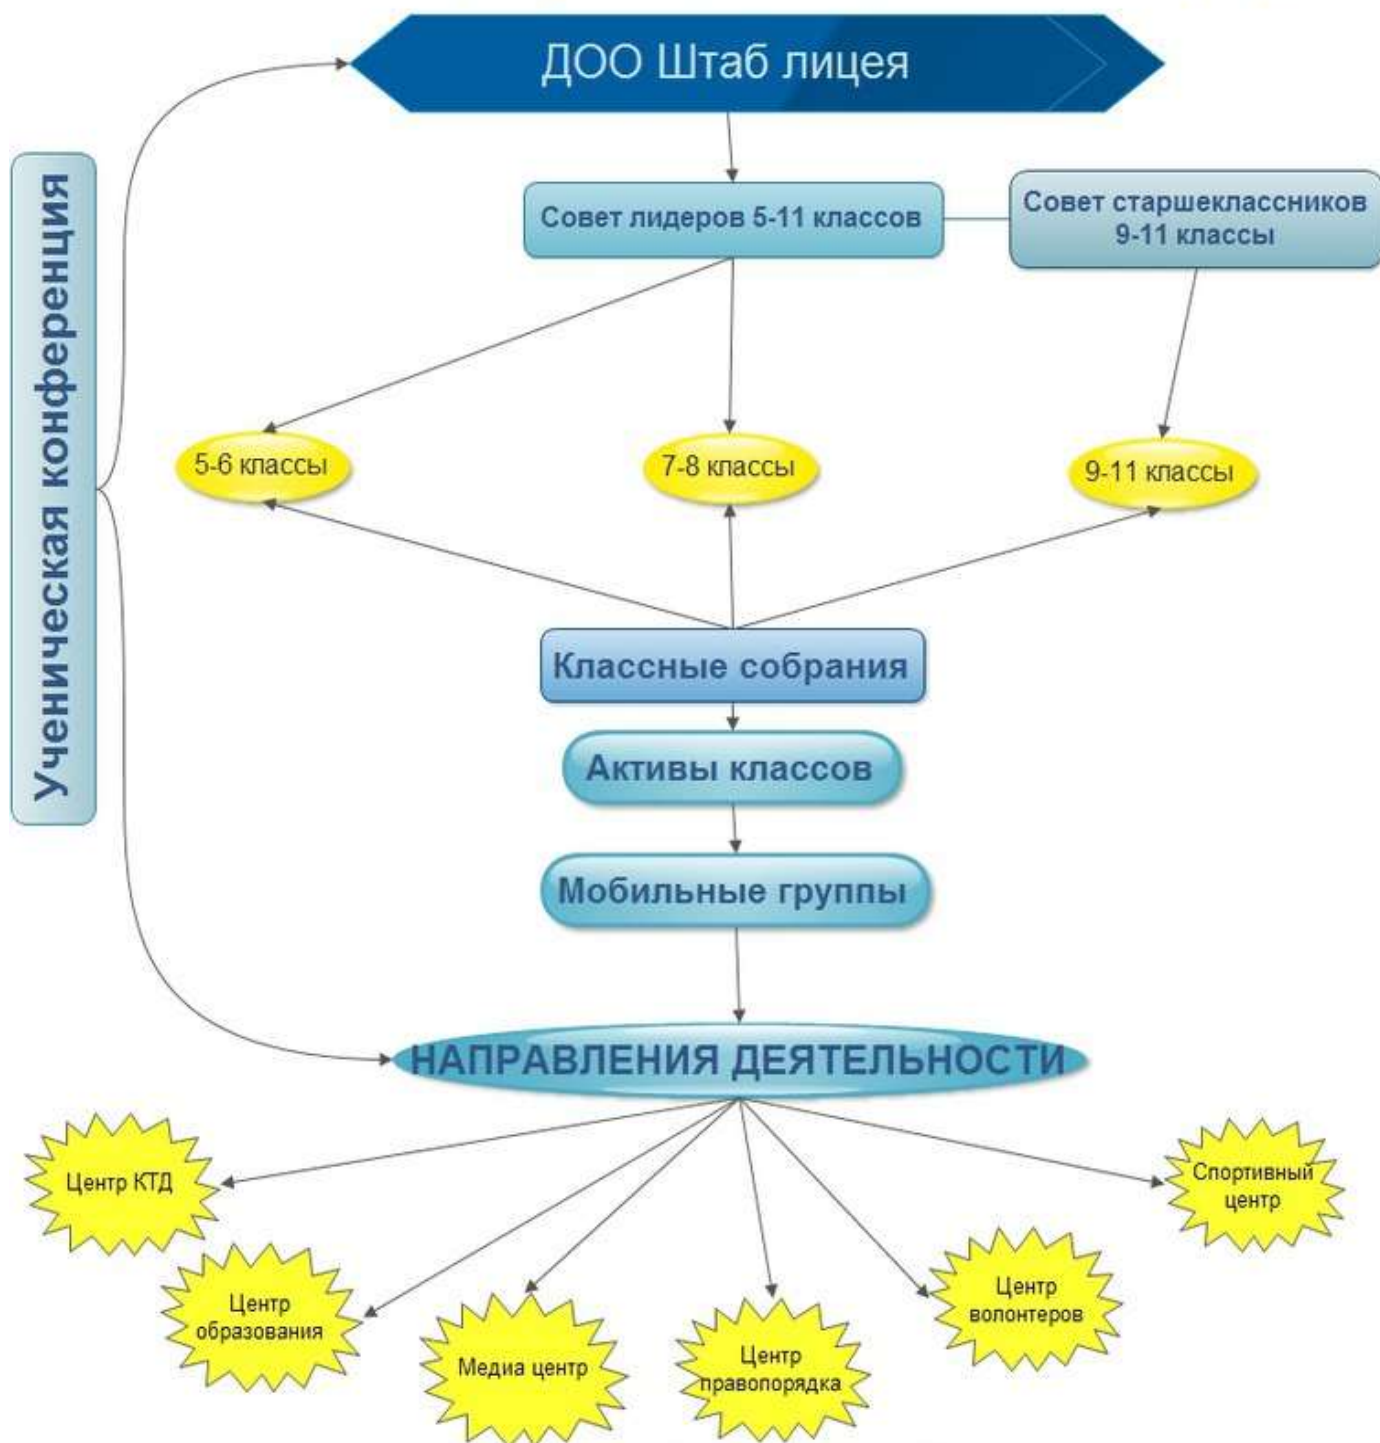 ДОО Штаб лицея
Ученическая конференция
Совет лидеров 5-11 классов
Совет старшеклассников
9-11 классы
5-6 классы
7-8 классы
9-11 классы
Классные собрания
Активы классов
Мобильные группы
НАПРАВЛЕНИЯ ДЕЯТЕЛЬНОСТИ
Центр КТД
Центр
образования
Медиа центр
Центр
правопорядка
Центр
волонтеров
Спортивный
центр